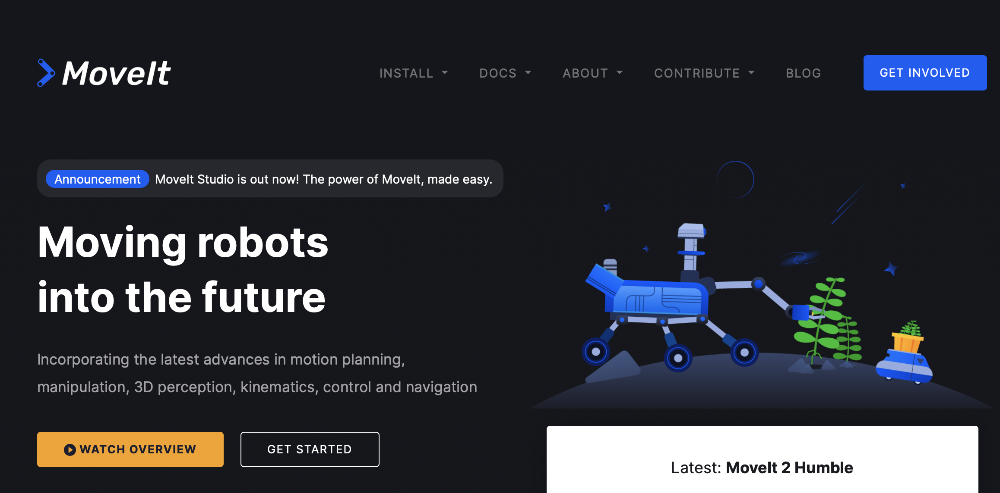 MoveIt
INSTALL
DOCS
ABOUT
CONTRIBUTE
BLOG
GET INVOLVED
Announcement MoveIt Studio is out now! The power of MoveIt, made easy.
Moving robots
into the future
Incorporating the latest advances in motion planning,
manipulation, 3D perception, kinematics, control and navigation
WATCH OVERVIEW
GET STARTED
Latest: MoveIt 2 Humble